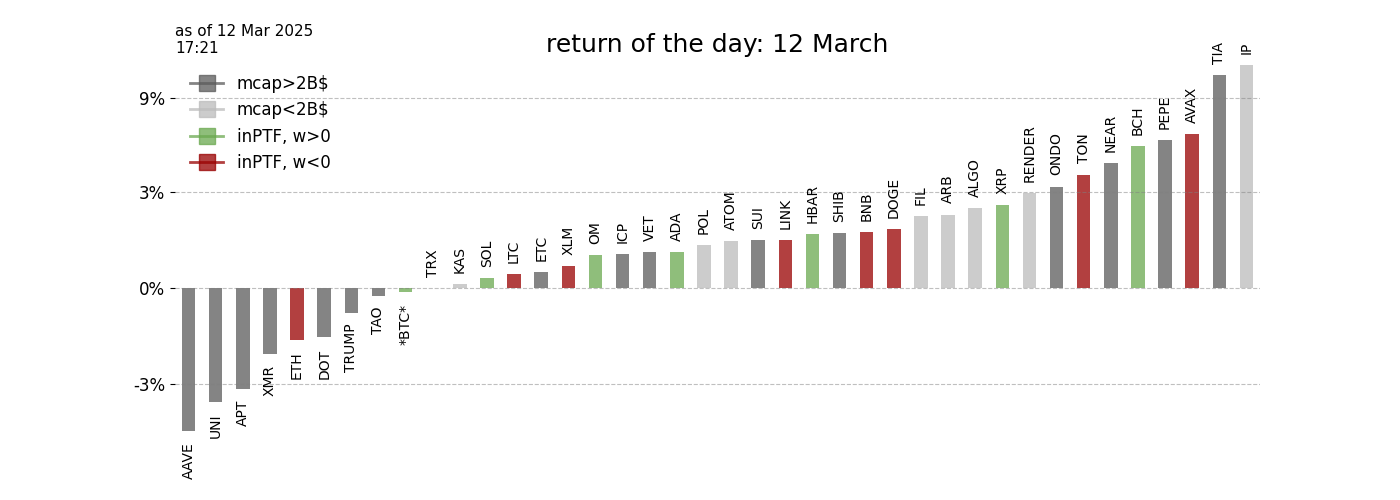 as of 12 Mar 2025
17:21
return of the day: 12 March
mcap>2B$
mcap<2B$
inPTF, w>0
inPTF, w<0
9%
3%
0%
-3%
AAVE
UNI
APT
XMR
ETH
DOT
TRUMP
TAO
*BTC*
TRX
KAS
SOL
LTC
ETC
XLM
OM
ICP
VET
ADA
POL
ATOM
SUI
LINK
HBAR
SHIB
BNB
DOGE
FIL
ARB
ALGO
XRP
RENDER
ONDO
TON
NEAR
BCH
PEPE
AVAX
TIA
IP